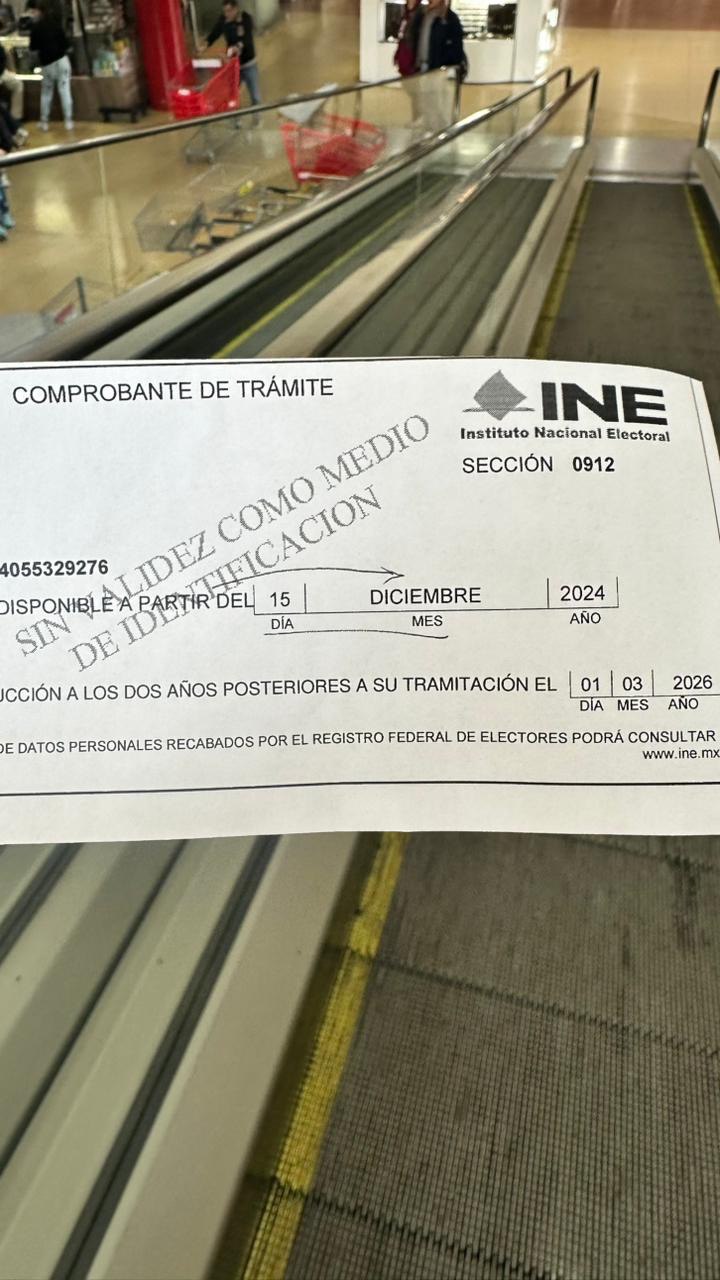 COMPROBANTE DE TRÁMITE
INE
Instituto Nacional Electoral
SECCIÓN 0912
SIN VALIDEZ COMO MEDIO
DE IDENTIFICACION
4055329276
DISPONIBLE A PARTIR DEL 15 DICIEMBRE 2024
DÍA MES AÑO
UCCIÓN A LOS DOS AÑOS POSTERIORES A SU TRAMITACIÓN EL 01 03 2026
DÍA MES AÑO
DE DATOS PERSONALES RECABADOS POR EL REGISTRO FEDERAL DE ELECTORES PODRÁ CONSULTAR
www.ine.mx